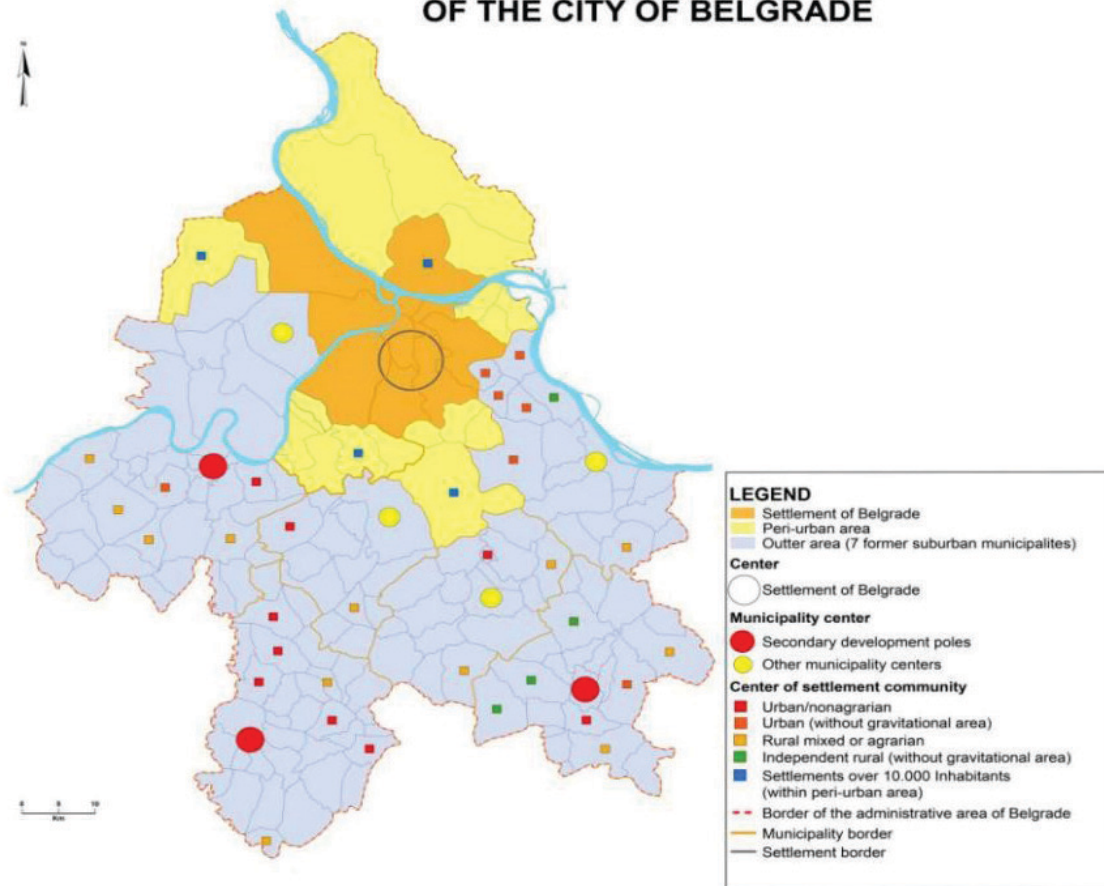 OF THE CITY OF BELGRADE
N
LEGEND
Settlement of Belgrade
Peri-urban area
Outter area (7 former suburban municipalites)
Center
Settlement of Belgrade
Municipality center
Secondary development poles
Other municipality centers
Center of settlement community
Urban/nonagrarian
Urban (without gravitational area)
Rural mixed or agrarian
Independent rural (without gravitational area)
Settlements over 10.000 Inhabitants
(within peri-urban area)
Border of the administrative area of Belgrade
Municipality border
Settlement border
Km